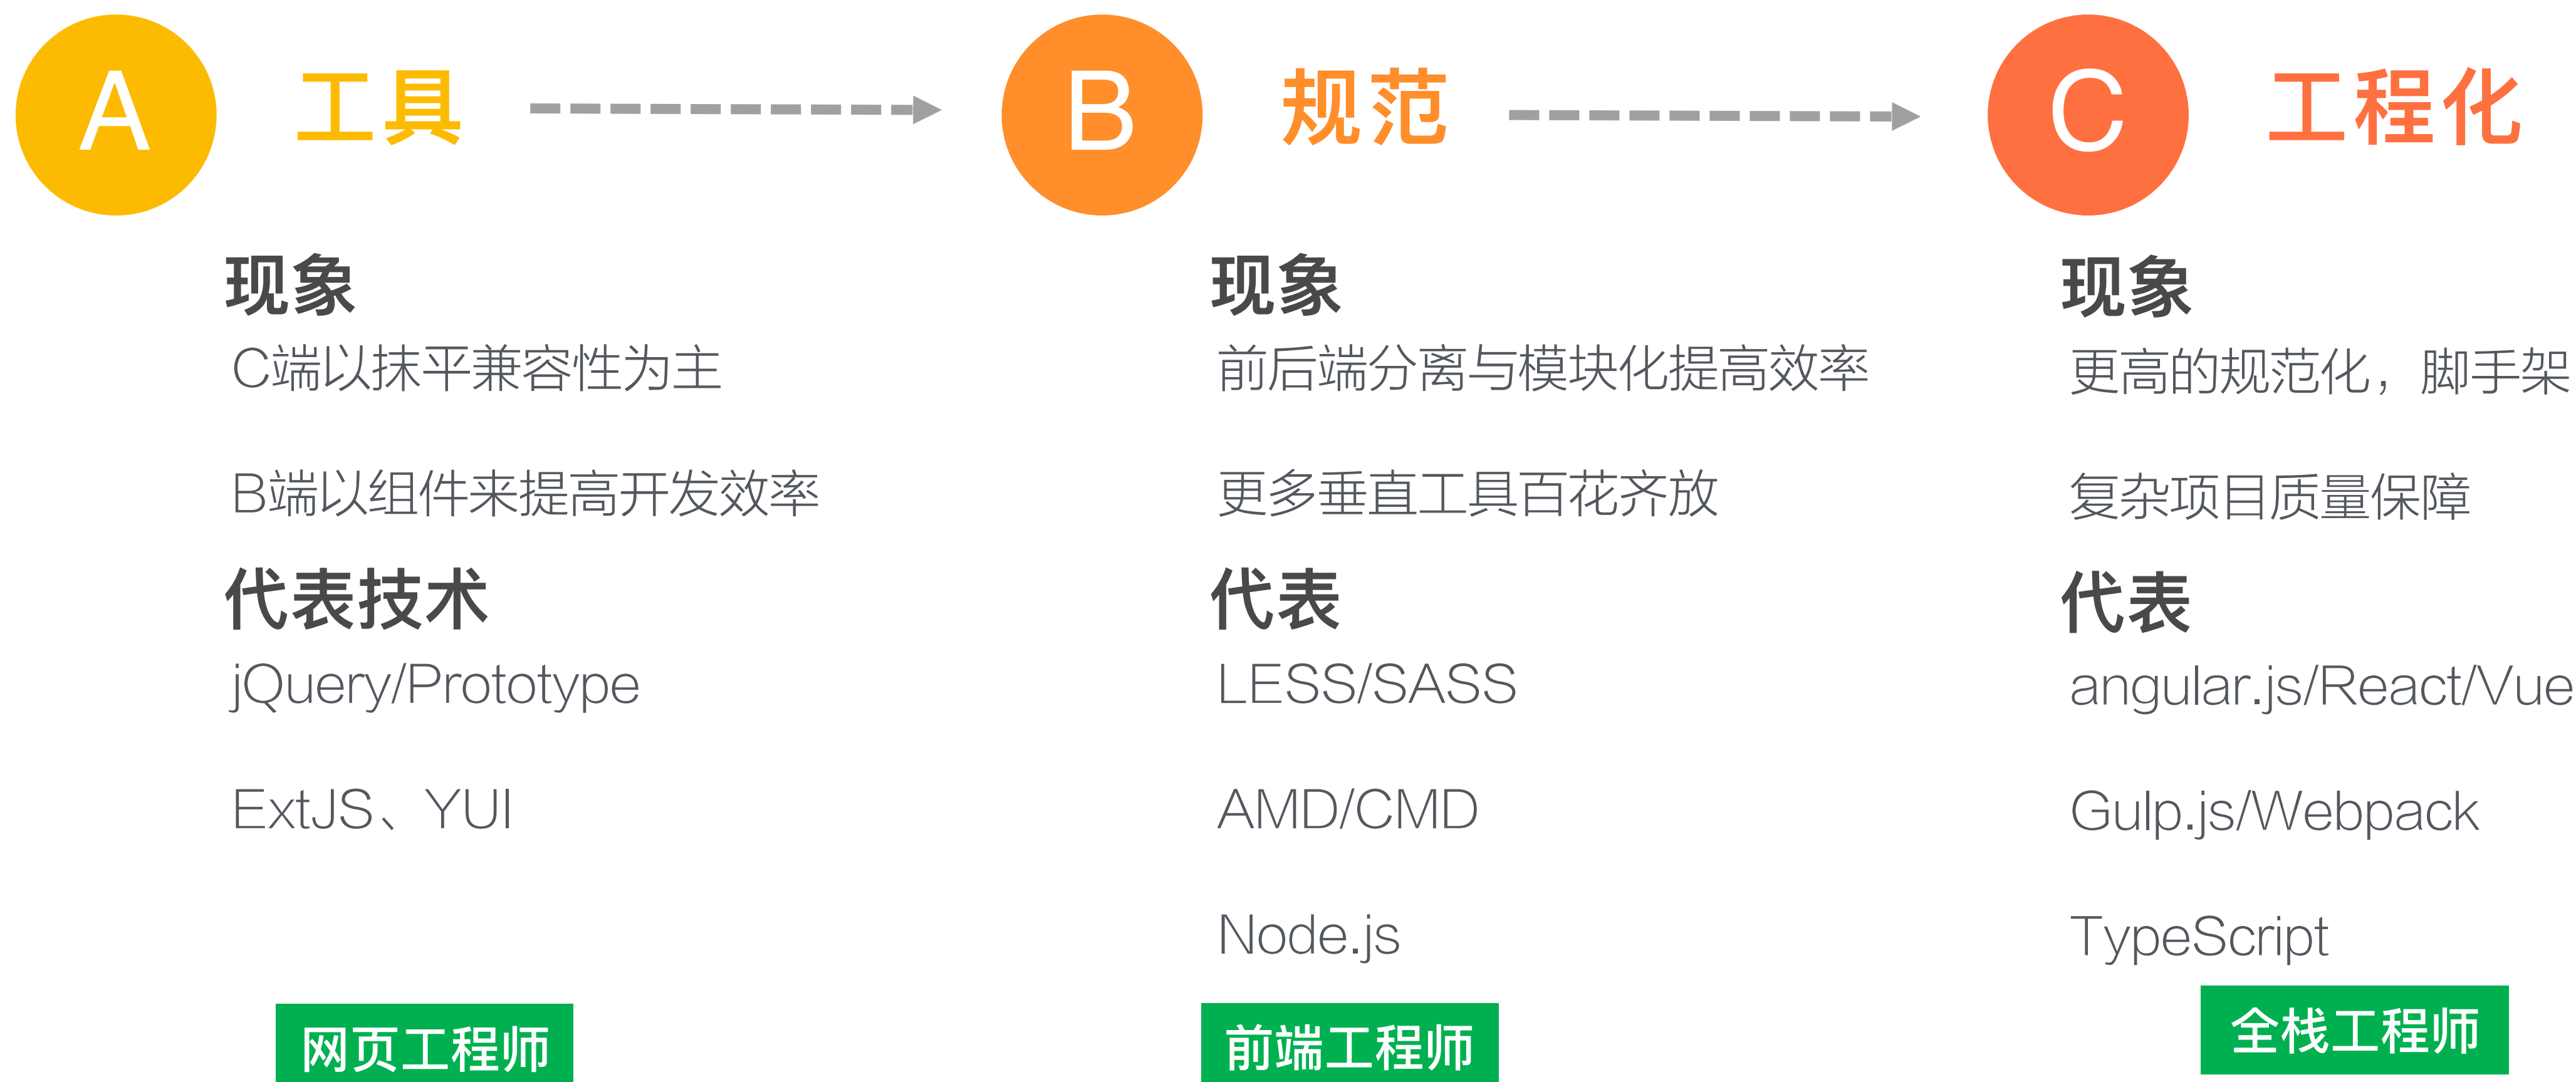 A
工具
现象
C端以抹平兼容性为主
B端以组件来提高开发效率
代表技术
jQuery/Prototype
ExtJS、YUI
网页工程师
B
规范
现象
前后端分离与模块化提高效率
更多垂直工具百花齐放
代表
LESS/SASS
AMD/CMD
Node.js
前端工程师
C
工程化
现象
更高的规范化，脚手架
复杂项目质量保障
代表
angular.js/React/Vue
Gulp.js/Webpack
TypeScript
全栈工程师